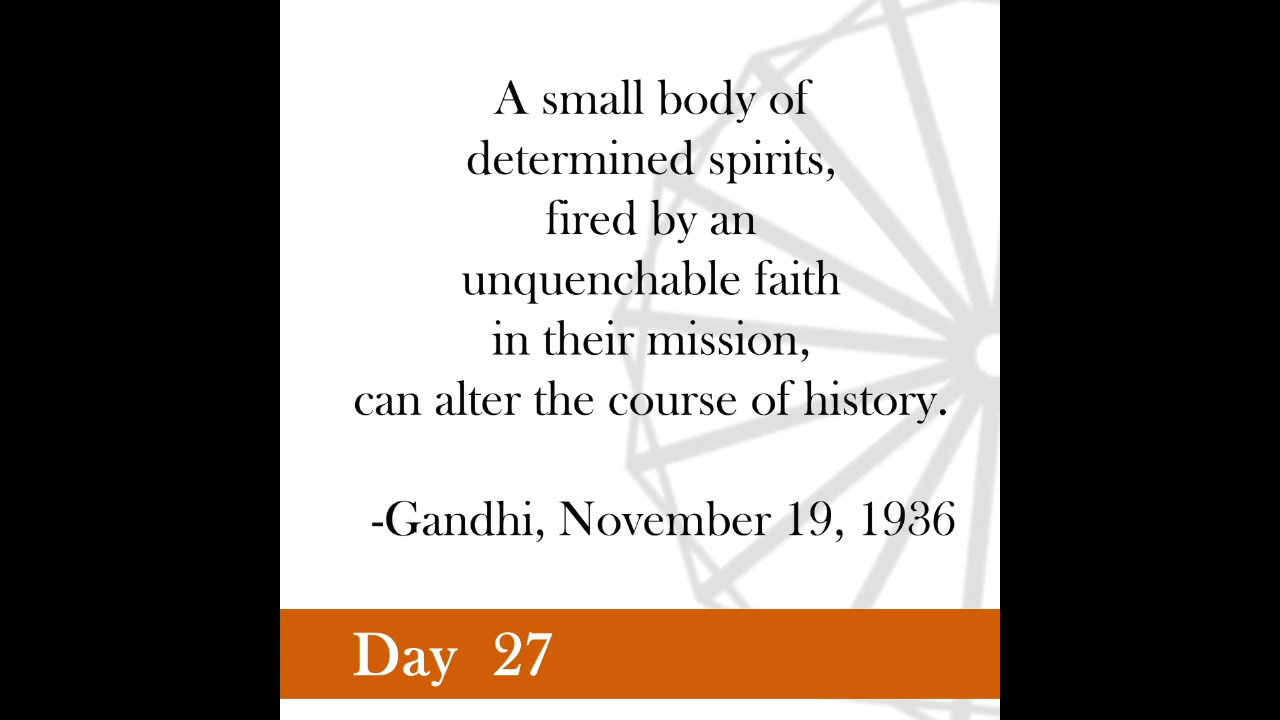 A small body of
determined spirits,
fired by an
unquenchable faith
in their mission,
can alter the course of history.
-Gandhi, November 19, 1936
Day 27